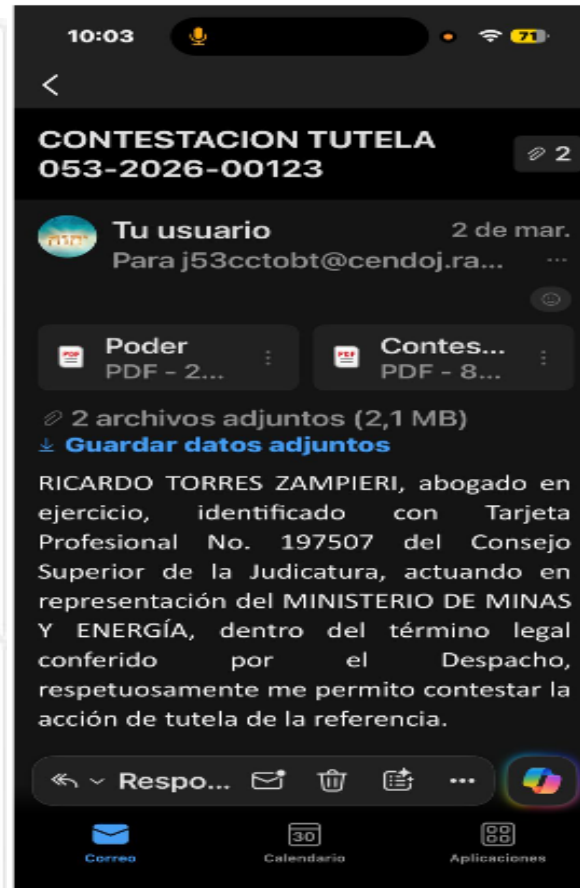 10:03
71
CONTESTACION TUTELA
053-2026-00123
2
Tu usuario
2 de mar.
Para j53cctobt@cendoj.ra...
...
Poder
PDF - 2...
Contes...
PDF - 8...
2 archivos adjuntos (2,1 MB)
Guardar datos adjuntos
RICARDO TORRES ZAMPIERI, abogado en
ejercicio, identificado con Tarjeta
Profesional No. 197507 del Consejo
Superior de la Judicatura, actuando en
representación del MINISTERIO DE MINAS
Y ENERGÍA, dentro del término legal
conferido por el Despacho,
respetuosamente me permito contestar la
acción de tutela de la referencia.
Respo...
30
Correo
Calendario
Aplicaciones